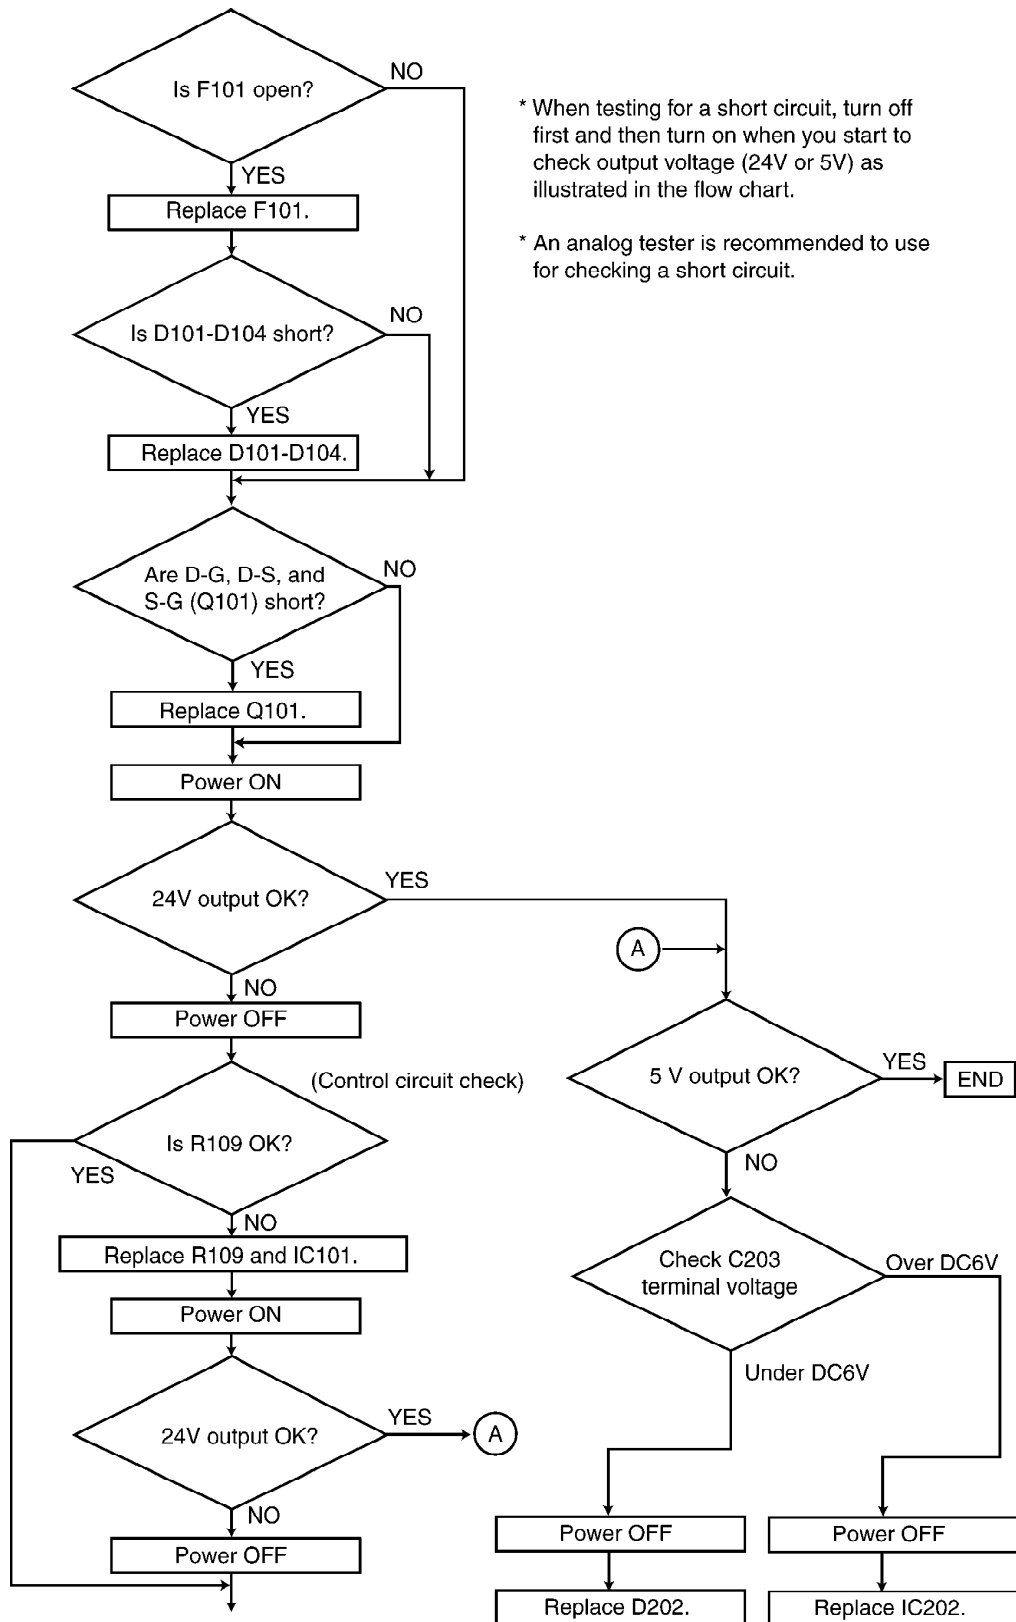 Is F101 open?
NO
YES
Replace F101.
* When testing for a short circuit, turn off
first and then turn on when you start to
check output voltage (24V or 5V) as
illustrated in the flow chart.
* An analog tester is recommended to use
for checking a short circuit.
Is D101-D104 short?
NO
YES
Replace D101-D104.
Are D-G, D-S, and
S-G (Q101) short?
NO
YES
Replace Q101.
Power ON
24V output OK?
YES
NO
Power OFF
(Control circuit check)
Is R109 OK?
YES
NO
Replace R109 and IC101.
Power ON
24V output OK?
YES
A
NO
Power OFF
A
5 V output OK?
YES
END
NO
Check C203
terminal voltage
Over DC6V
Under DC6V
Power OFF
Replace D202.
Power OFF
Replace IC202.